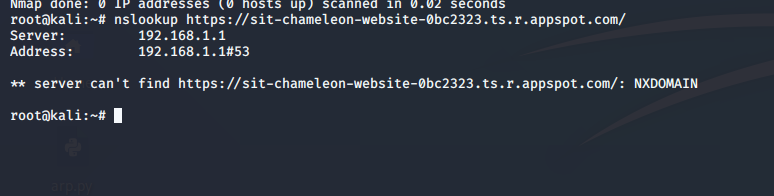 Nmap done: 0 IP addresses (0 hosts up) scanned in 0.02 seconds
root@kali:~# nslookup https://sit-chameleon-website-0bc2323.ts.r.appspot.com/
Server:         192.168.1.1
Address:        192.168.1.1#53
** server can't find https://sit-chameleon-website-0bc2323.ts.r.appspot.com/: NXDOMAIN
root@kali:~#
arp.py